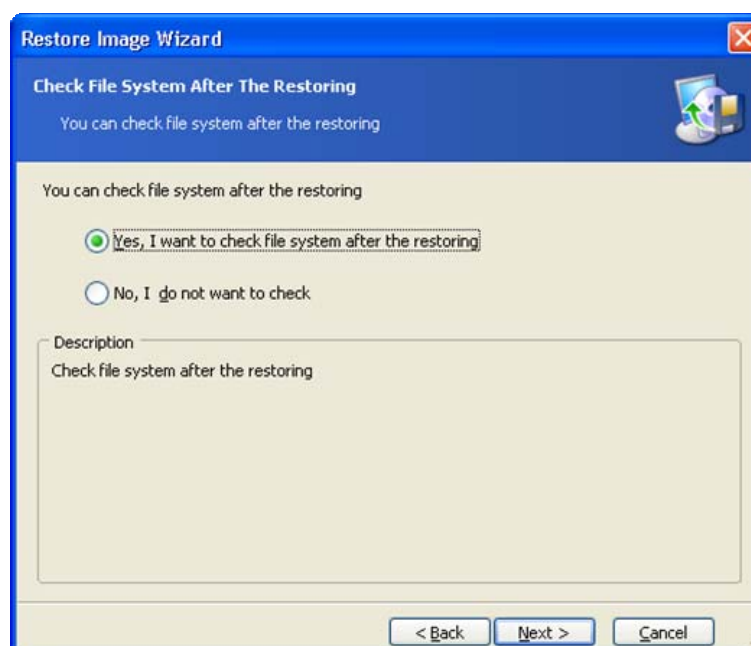 Restore Image Wizard
Check File System After The Restoring
You can check file system after the restoring
You can check file system after the restoring
Yes, I want to check file system after the restoring
No, I do not want to check
Description
Check file system after the restoring
< Back Next > Cancel